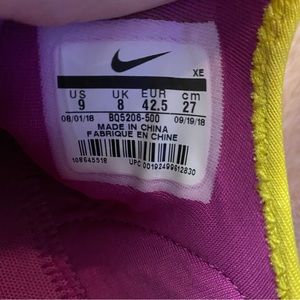 XE
US UK EUR cm
9 8 42.5 27
08/01/18 BQ5206-500 09/19/18
MADE IN CHINA
FABRIQUE EN CHINE
108645518 UPC 00192499612830